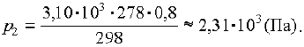 p₂ = 3,10·10³·278·0,8 / 298 ≈ 2,31·10³(Па).